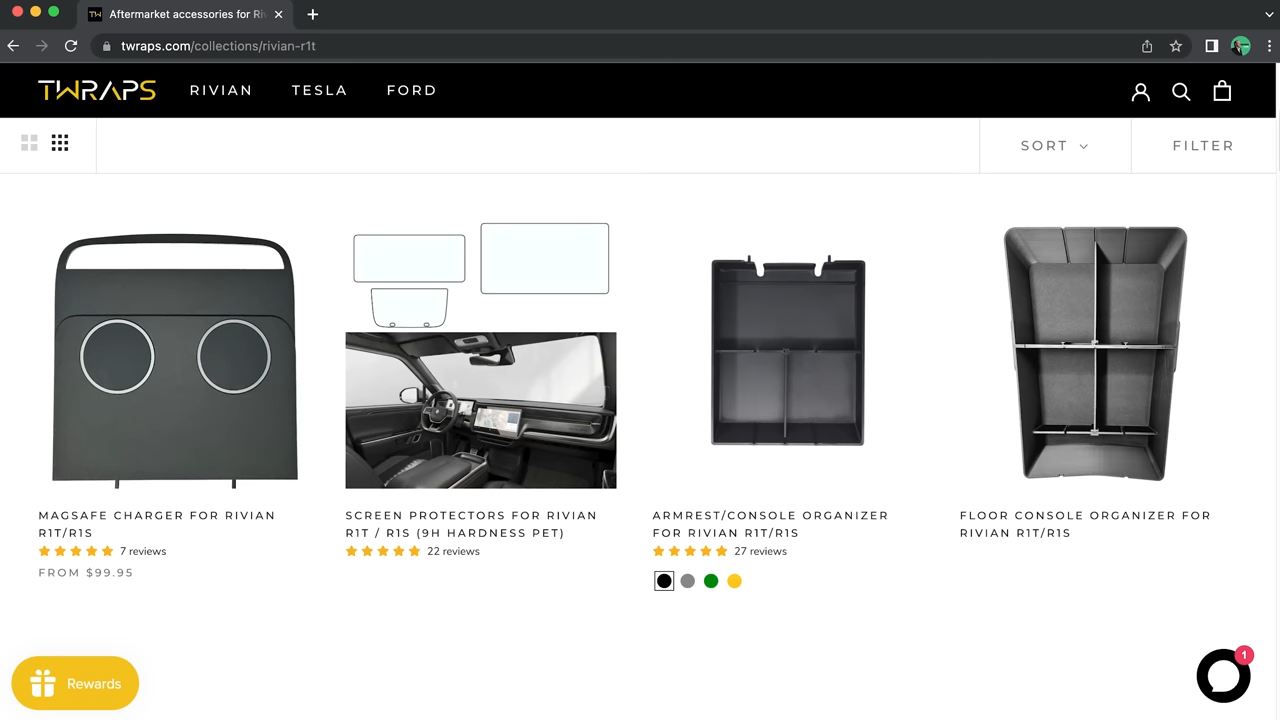 TW
Aftermarket accessories for Ri
twraps.com/collections/rivian-r1t
TWRAPS
RIVIAN
TESLA
FORD
SORT
FILTER
MAGSAFE CHARGER FOR RIVIAN
R1T/R1S
7 reviews
FROM $99.95
SCREEN PROTECTORS FOR RIVIAN
R1T / R1S (9H HARDNESS PET)
22 reviews
ARMREST/CONSOLE ORGANIZER
FOR RIVIAN R1T/R1S
27 reviews
FLOOR CONSOLE ORGANIZER FOR
RIVIAN R1T/R1S
Rewards
1